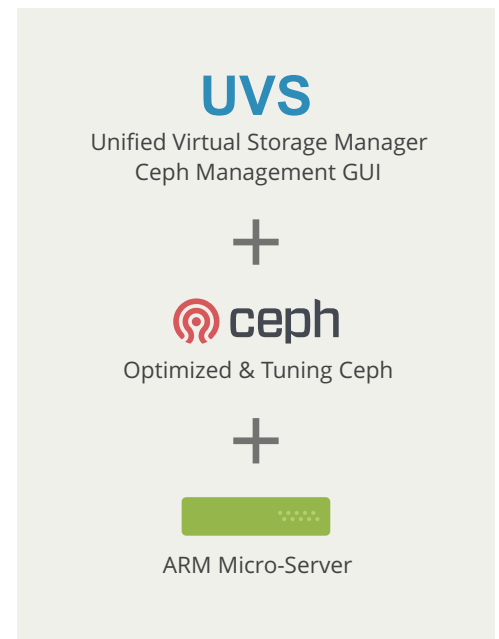 UVS
Unified Virtual Storage Manager
Ceph Management GUI
+
ceph
Optimized & Tuning Ceph
+
ARM Micro-Server